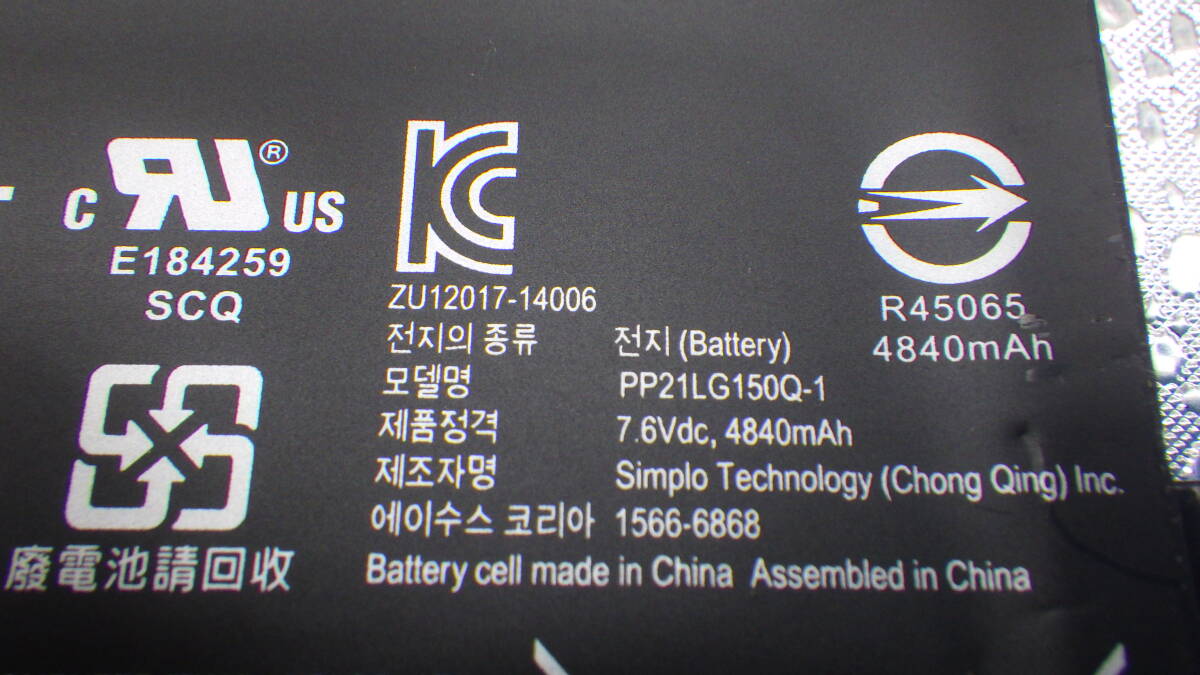 c RU® US
E184259
SCQ
KC
ZU12017-14006
R45065
4840mAh
전지의 종류 전지 (Battery)
모델명 PP21LG150Q-1
제품정격 7.6Vdc, 4840mAh
제조자명 Simplo Technology (Chong Qing) Inc.
에이수스 코리아 1566-6868
Battery cell made in China Assembled in China
廢電池請回收